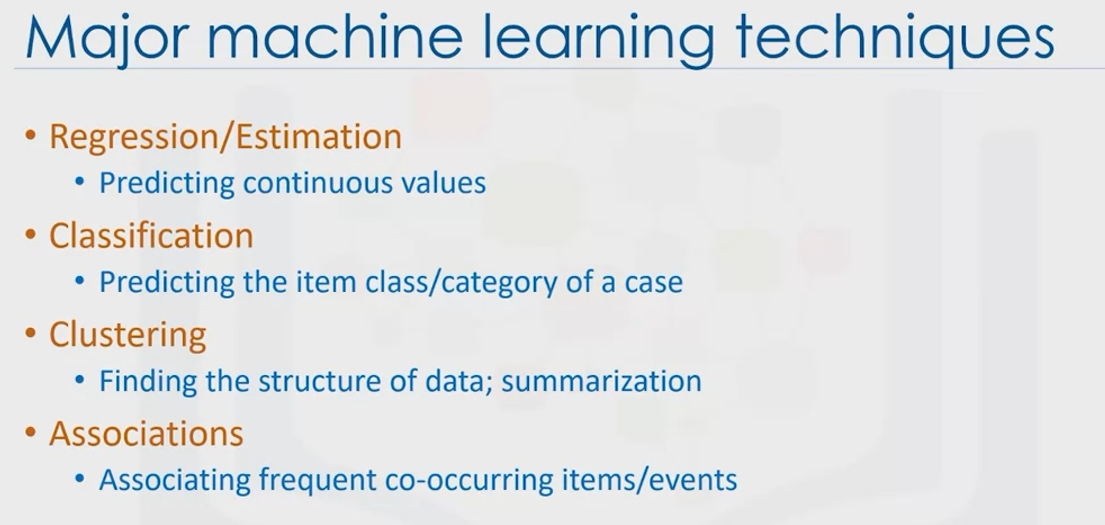 Major machine learning techniques
• Regression/Estimation
• Predicting continuous values
• Classification
• Predicting the item class/category of a case
• Clustering
• Finding the structure of data; summarization
• Associations
• Associating frequent co-occurring items/events